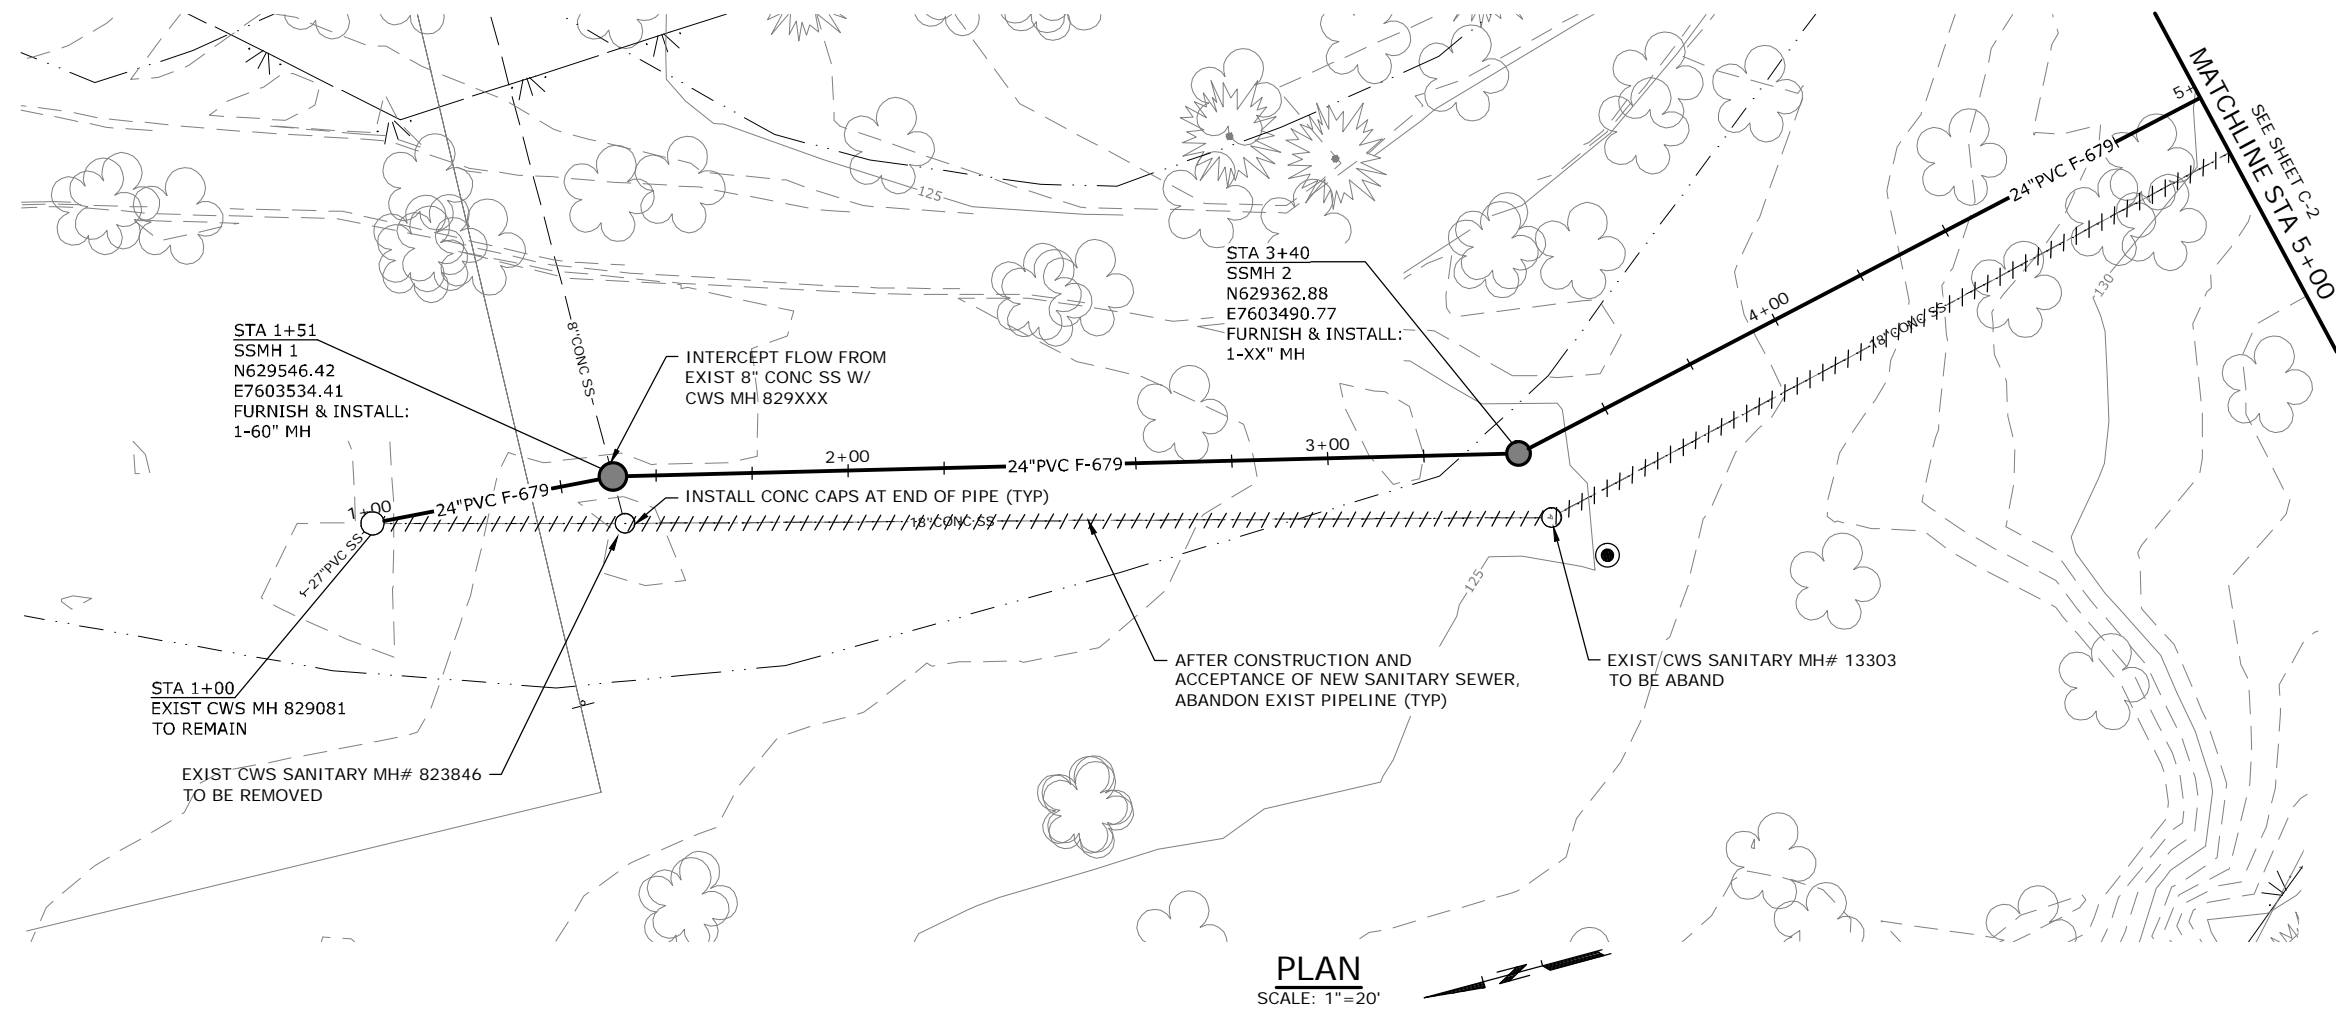 MATCHLINE STA 5+00
SEE SHEET C-2
5+
24"PVC F-679
125
STA 3+40
SSMH 2
N629362.88
E7603490.77
FURNISH & INSTALL:
1-XX" MH
130
4+00
18"CONC SS
8"CONC SS
STA 1+51
SSMH 1
N629546.42
E7603534.41
FURNISH & INSTALL:
1-60" MH
INTERCEPT FLOW FROM
EXIST 8" CONC SS W/
CWS MH 829XXX
2+00
3+00
24"PVC F-679
24"PVC F-679
1+00
INSTALL CONC CAPS AT END OF PIPE (TYP)
18"CONC SS
27"PVC SS
125
STA 1+00
EXIST CWS MH 829081
TO REMAIN
AFTER CONSTRUCTION AND
ACCEPTANCE OF NEW SANITARY SEWER,
ABANDON EXIST PIPELINE (TYP)
EXIST CWS SANITARY MH# 13303
TO BE ABAND
EXIST CWS SANITARY MH# 823846
TO BE REMOVED
PLAN
SCALE: 1"=20'
N